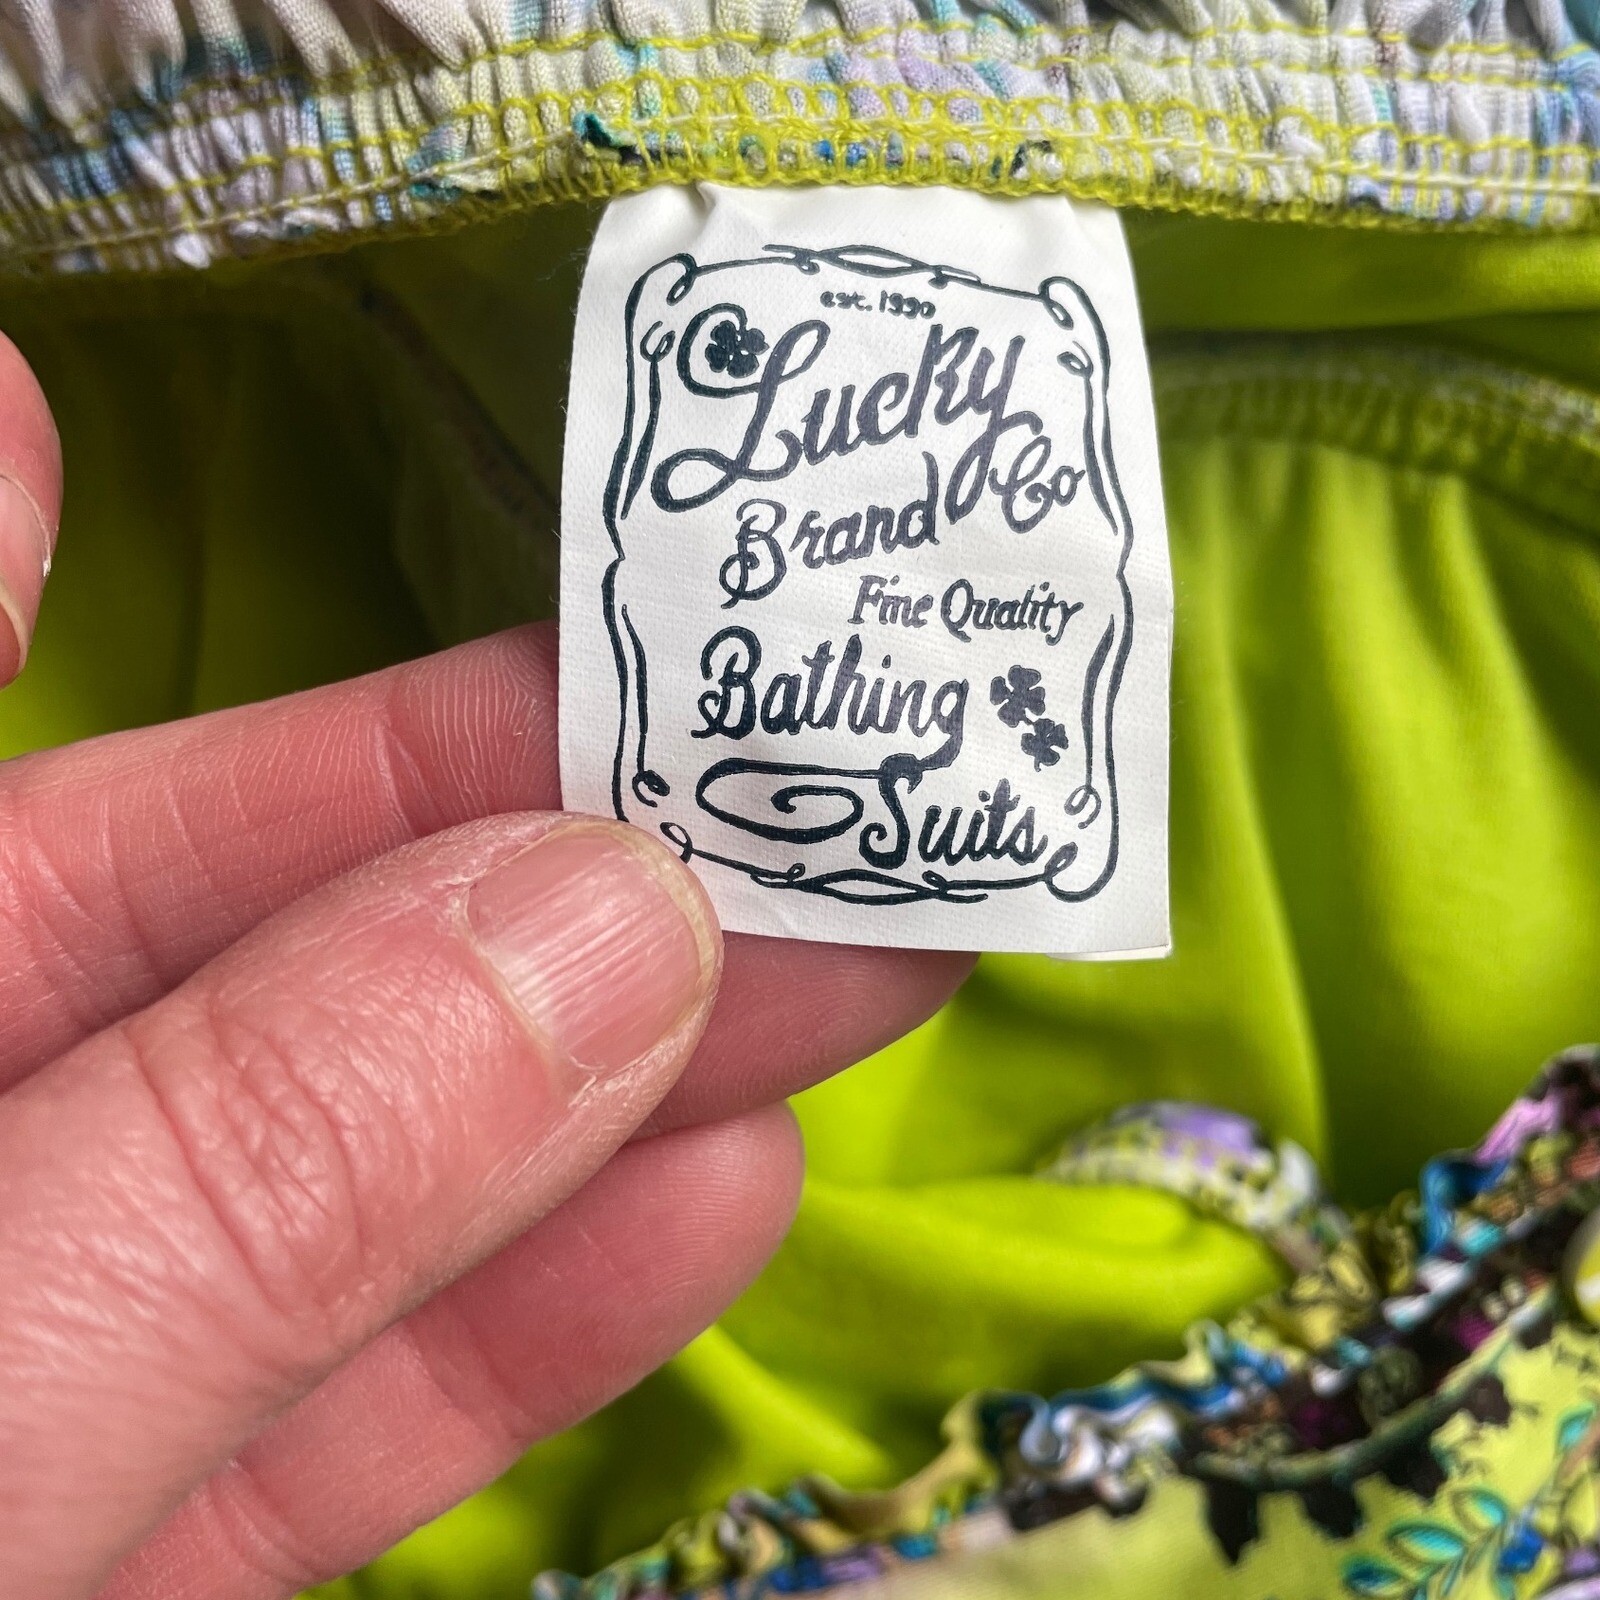 est. 1990
Lucky
Brand Co
Fine Quality
Bathing
Suits